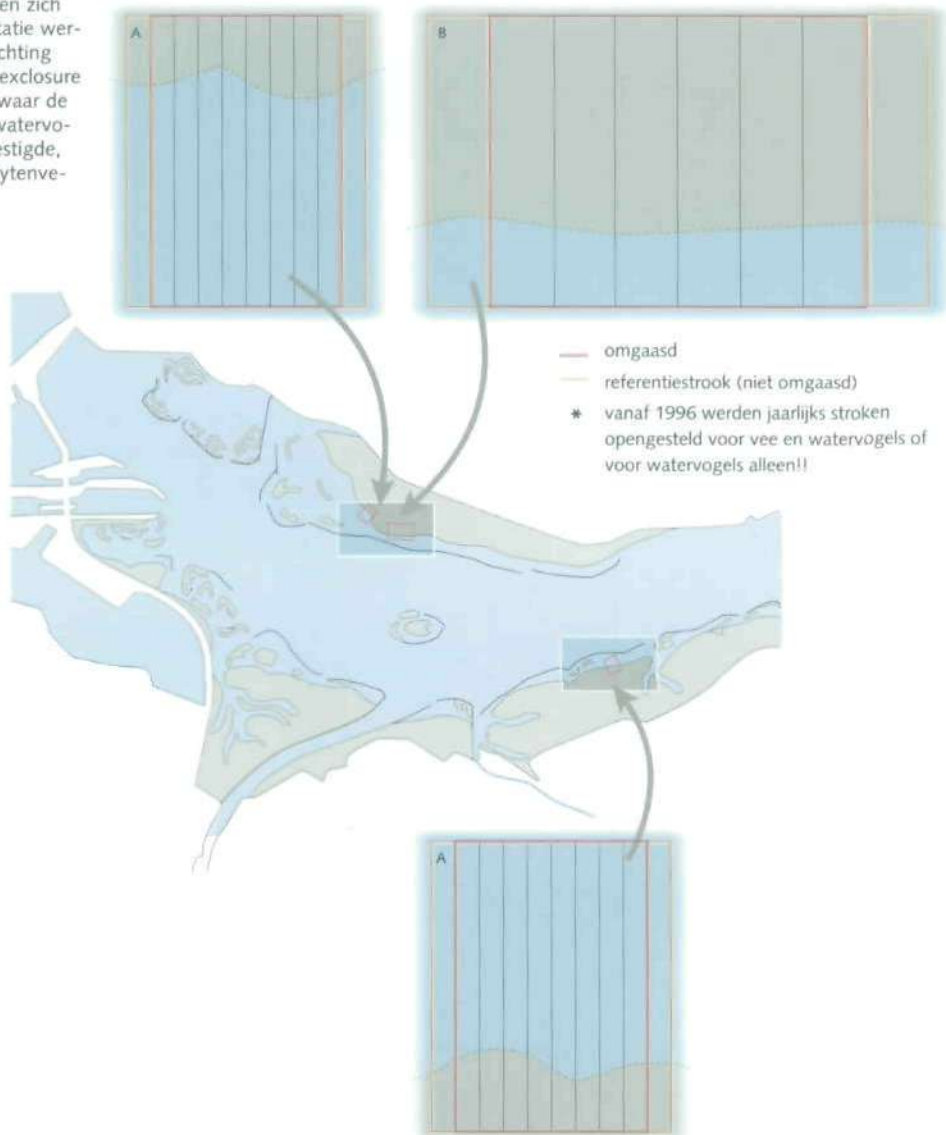 en zich
tatie wer-
chting
exclosure
waar de
watervo-
estigde,
ytenve-
A
B
omgaasd
referentiestrook (niet omgaasd)
* vanaf 1996 werden jaarlijks stroken
opengesteld voor vee en watervogels of
voor watervogels alleen!!
A